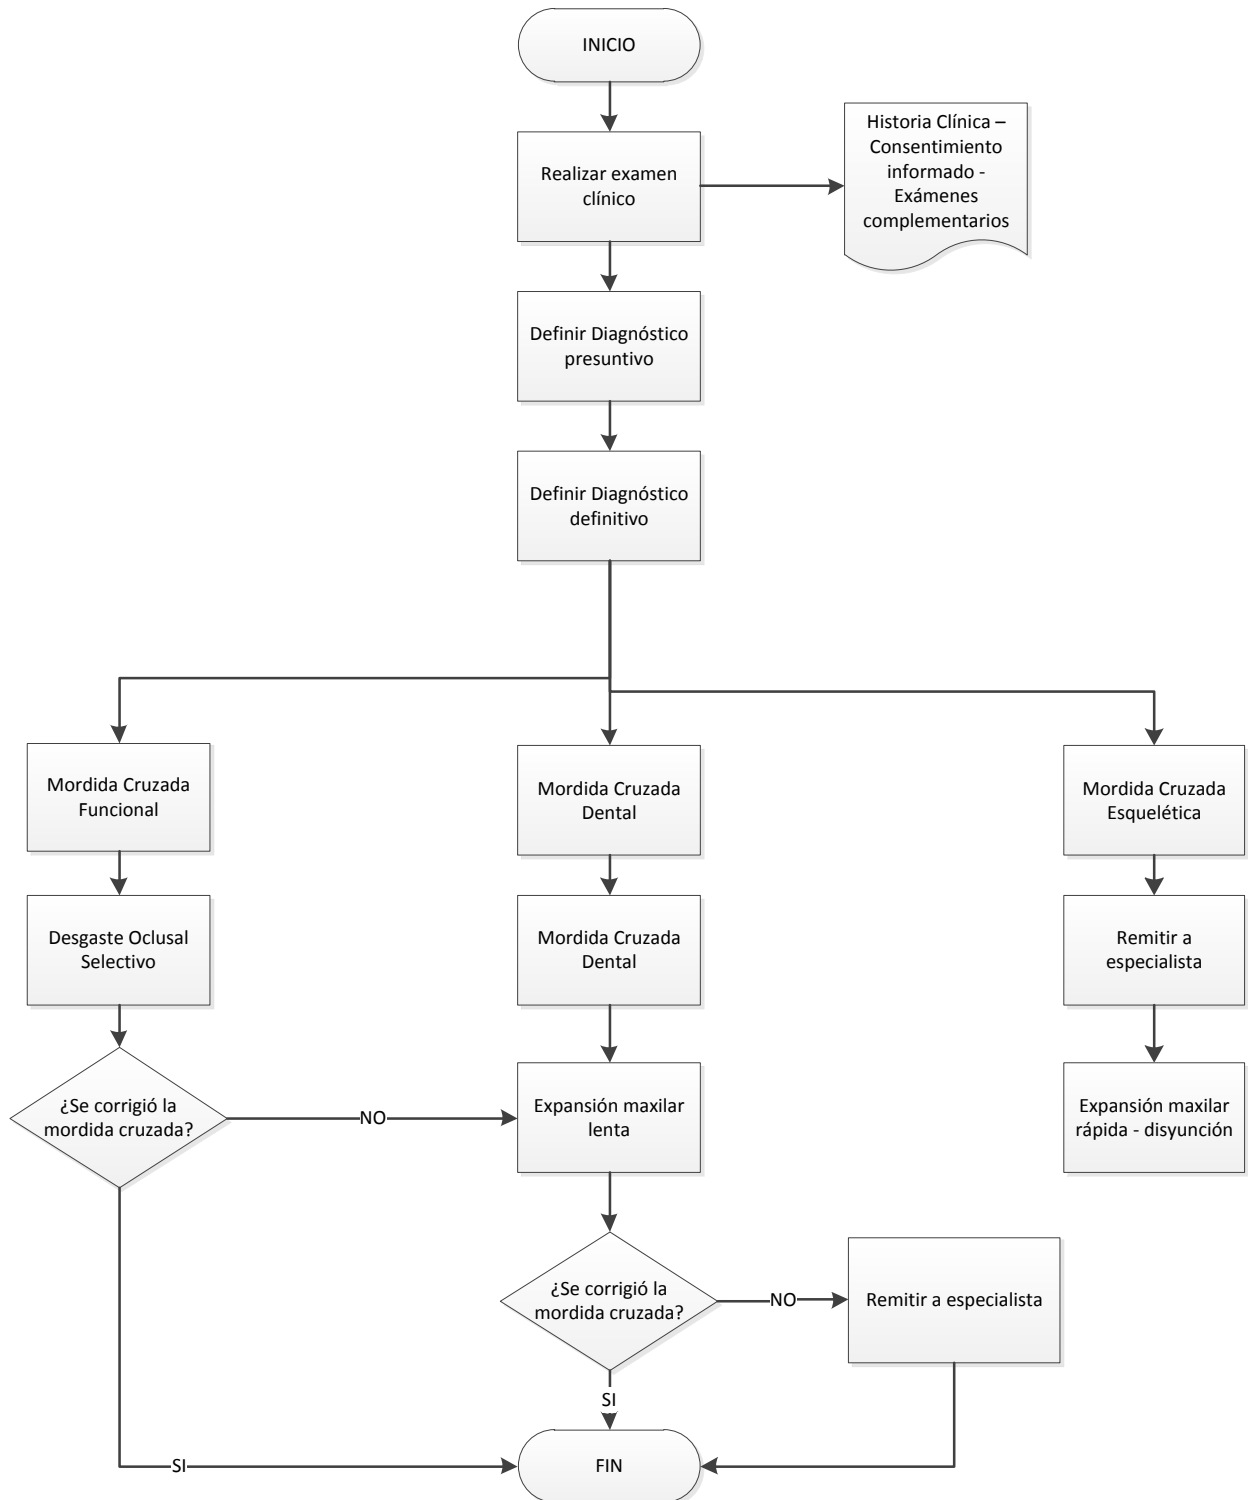 INICIO
Realizar examen
clínico
Historia Clínica –
Consentimiento
informado -
Exámenes
complementarios
Definir Diagnóstico
presuntivo
Definir Diagnóstico
definitivo
Mordida Cruzada
Funcional
Mordida Cruzada
Dental
Mordida Cruzada
Esquelética
Desgaste Oclusal
Selectivo
Mordida Cruzada
Dental
Remitir a
especialista
¿Se corrigió la
mordida cruzada?
NO
Expansión maxilar
lenta
Expansión maxilar
rápida - disyunción
¿Se corrigió la
mordida cruzada?
NO
Remitir a especialista
SI
SI
FIN